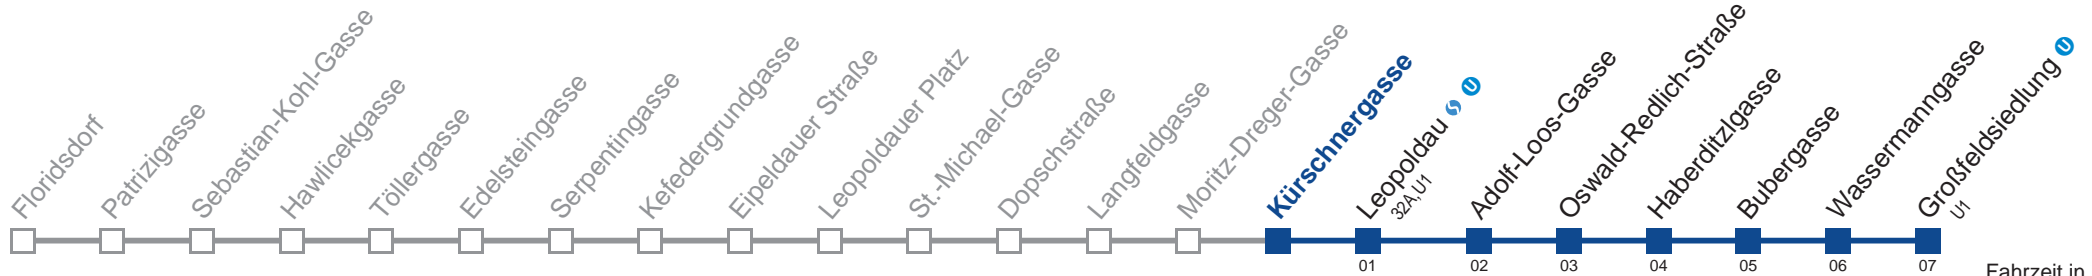 Floridsdorf
Patrizigasse
Sebastian-Kohl-Gasse
Hawlicekgasse
Töllergasse
Edelsteingasse
Serpentingasse
Kefedergrundgasse
Eipeldauer Straße
Leopoldauer Platz
St.-Michael-Gasse
Dopschstraße
Langfeldgasse
Moritz-Dreger-Gasse
Kürschnergasse
Leopoldau U
32A, U1
Adolf-Loos-Gasse
Oswald-Redlich-Straße
Haberditzlgasse
Bubergasse
Wassermanngasse
Großfeldsiedlung U
U1
01 02 03 04 05 06 07
Fahrzeit in